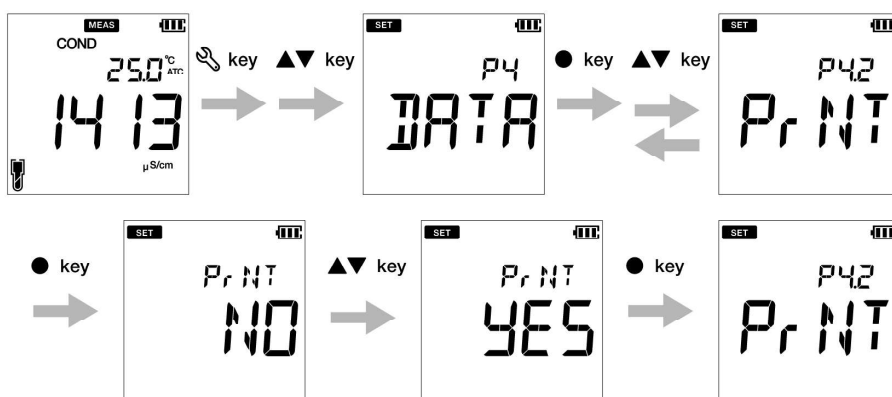 MEAS
COND
25.0 °C
ATC
1413
µS/cm
key
key
SET
P4
DATA
key
key
SET
P4.2
PrNT
key
SET
PrNT
NO
key
SET
PrNT
YES
key
SET
P4.2
PrNT